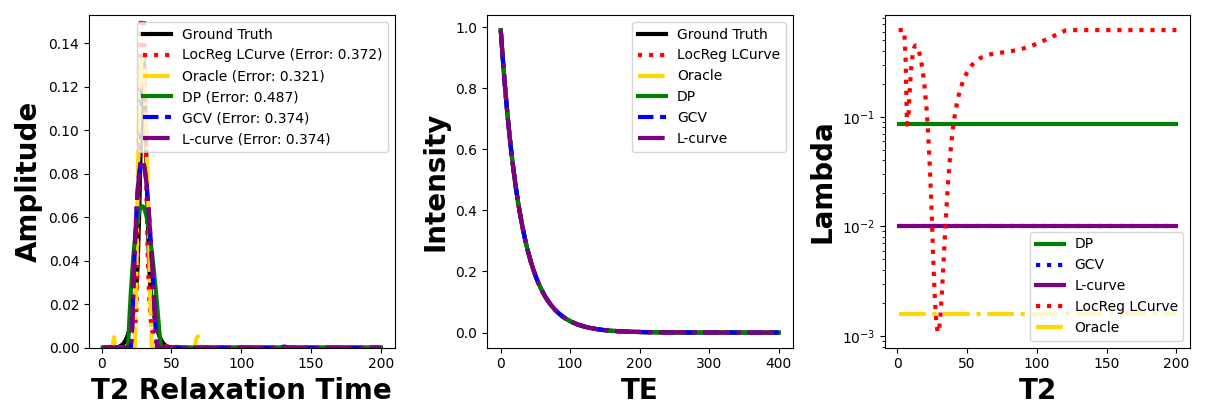 0.14
0.12
0.10
0.08
0.06
0.04
0.02
0.00
Amplitude
Ground Truth
LocReg LCurve (Error: 0.372)
Oracle (Error: 0.321)
DP (Error: 0.487)
GCV (Error: 0.374)
L-curve (Error: 0.374)
0 50 100 150 200
T2 Relaxation Time
1.0
0.8
0.6
0.4
0.2
0.0
Intensity
Ground Truth
LocReg LCurve
Oracle
DP
GCV
L-curve
0 100 200 300 400
TE
10⁻¹
10⁻²
10⁻³
Lambda
DP
GCV
L-curve
LocReg LCurve
Oracle
0 50 100 150 200
T2